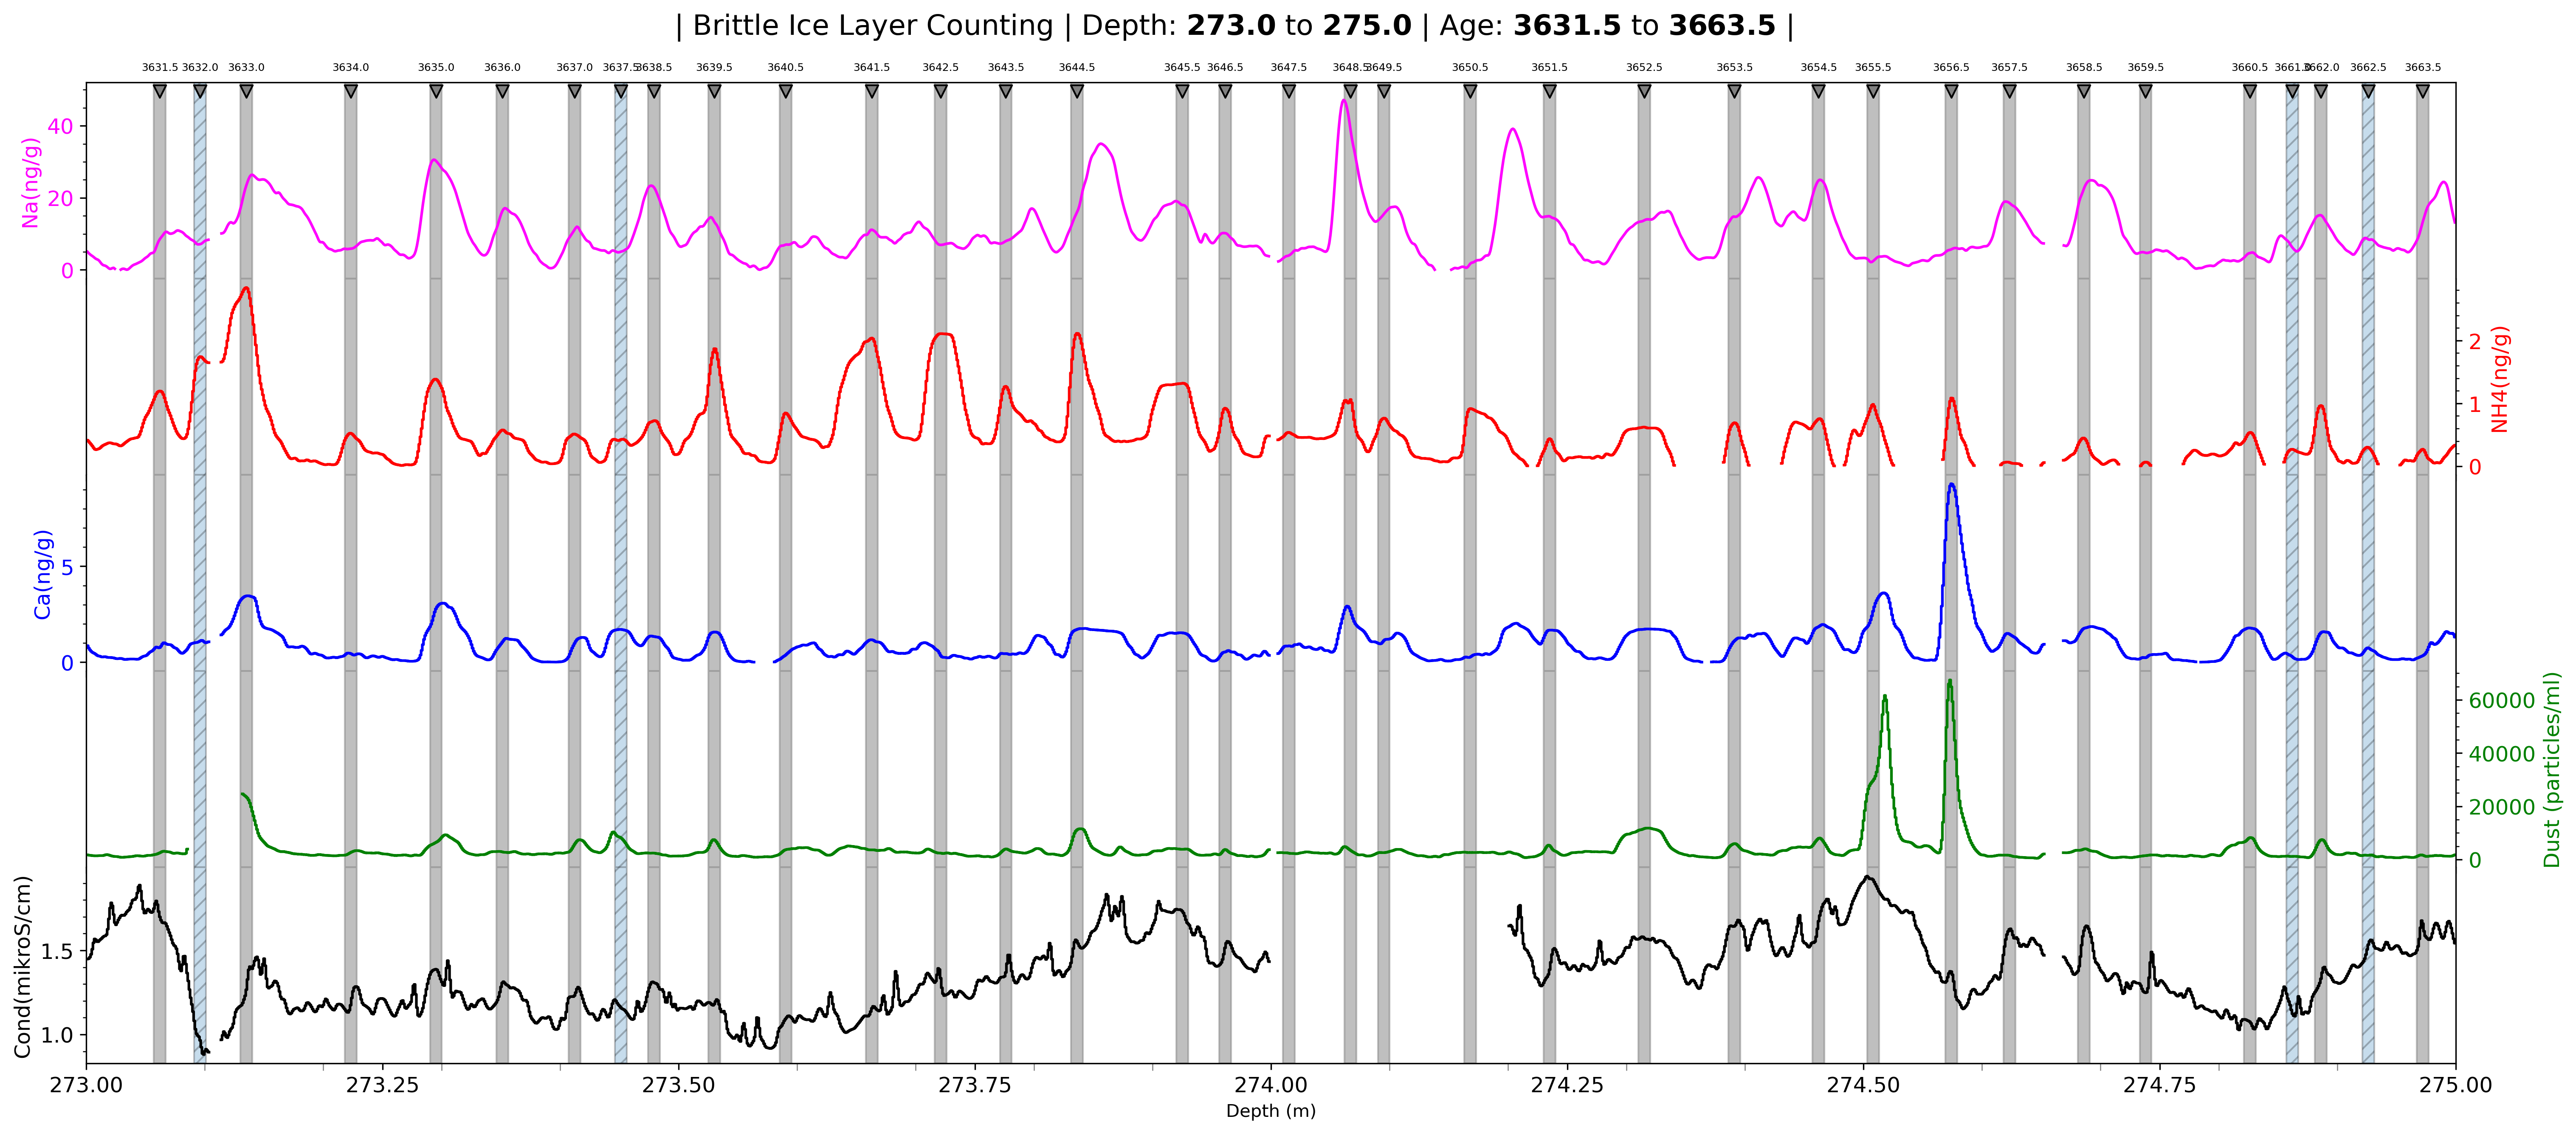 | Brittle Ice Layer Counting | Depth: 273.0 to 275.0 | Age: 3631.5 to 3663.5 |
3631.5 3632.0 3633.0 3634.0 3635.0 3636.0 3637.0 3637.5 3638.5 3639.5 3640.5 3641.5 3642.5 3643.5 3644.5 3645.5 3646.5 3647.5 3648.5 3649.5 3650.5 3651.5 3652.5 3653.5 3654.5 3655.5 3656.5 3657.5 3658.5 3659.5 3660.5 3661.0 3662.0 3662.5 3663.5
Na(ng/g)
40
20
0
NH4(ng/g)
2
1
0
Ca(ng/g)
5
0
Dust (particles/ml)
60000
40000
20000
0
Cond(mikroS/cm)
1.5
1.0
273.00 273.25 273.50 273.75 274.00 274.25 274.50 274.75 275.00
Depth (m)